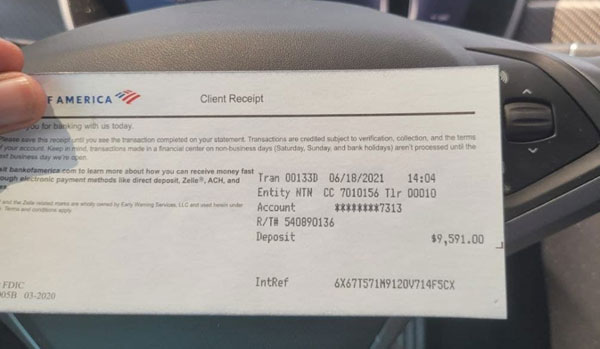 F AMERICA
Client Receipt
you for banking with us today.
Please save this receipt until you see the transaction completed on your statement. Transactions are credited subject to verification, collection, and the terms
f your account. Keep in mind, transactions made in a financial center on non-business days (Saturday, Sunday, and bank holidays) aren't processed until the
business day we're open.
bankofamerica.com to learn more about how you can receive money fast
ough electronic payment methods like direct deposit, Zelle®, ACH, and
and the Zelle related marks are wholly owned by Early Warning Services, LLC and used herein under
Terms and conditions apply.
Tran 00133D 06/18/2021 14:04
Entity NTN CC 7010156 Tlr 00010
Account ********7313
R/T# 540890136
Deposit $9,591.00
IntRef 6X67T571M9120V714F5CX
FDIC
005B 03-2020